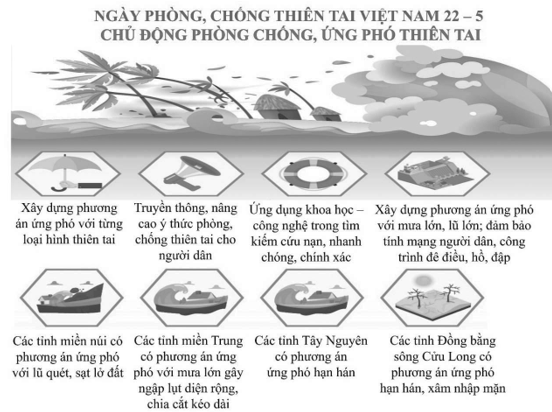 NGÀY PHÒNG, CHỐNG THIÊN TAI VIỆT NAM 22 – 5
CHỦ ĐỘNG PHÒNG CHỐNG, ỨNG PHÓ THIÊN TAI
Xây dựng phương
án ứng phó với từng
loại hình thiên tai
Truyền thông, nâng
cao ý thức phòng,
chống thiên tai cho
người dân
Ứng dụng khoa học –
công nghệ trong tìm
kiếm cứu nạn, nhanh
chóng, chính xác
Xây dựng phương án ứng phó
với mưa lớn, lũ lớn; đảm bảo
tính mạng người dân, công
trình đê điều, hồ, đập
Các tỉnh miền núi có
phương án ứng phó
với lũ quét, sạt lở đất
Các tỉnh miền Trung
có phương án ứng
phó với mưa lớn gây
ngập lụt diện rộng,
chia cắt kéo dài
Các tỉnh Tây Nguyên
có phương án
ứng phó hạn hán
Các tỉnh Đồng bằng
sông Cửu Long có
phương án ứng phó
hạn hán, xâm nhập mặn